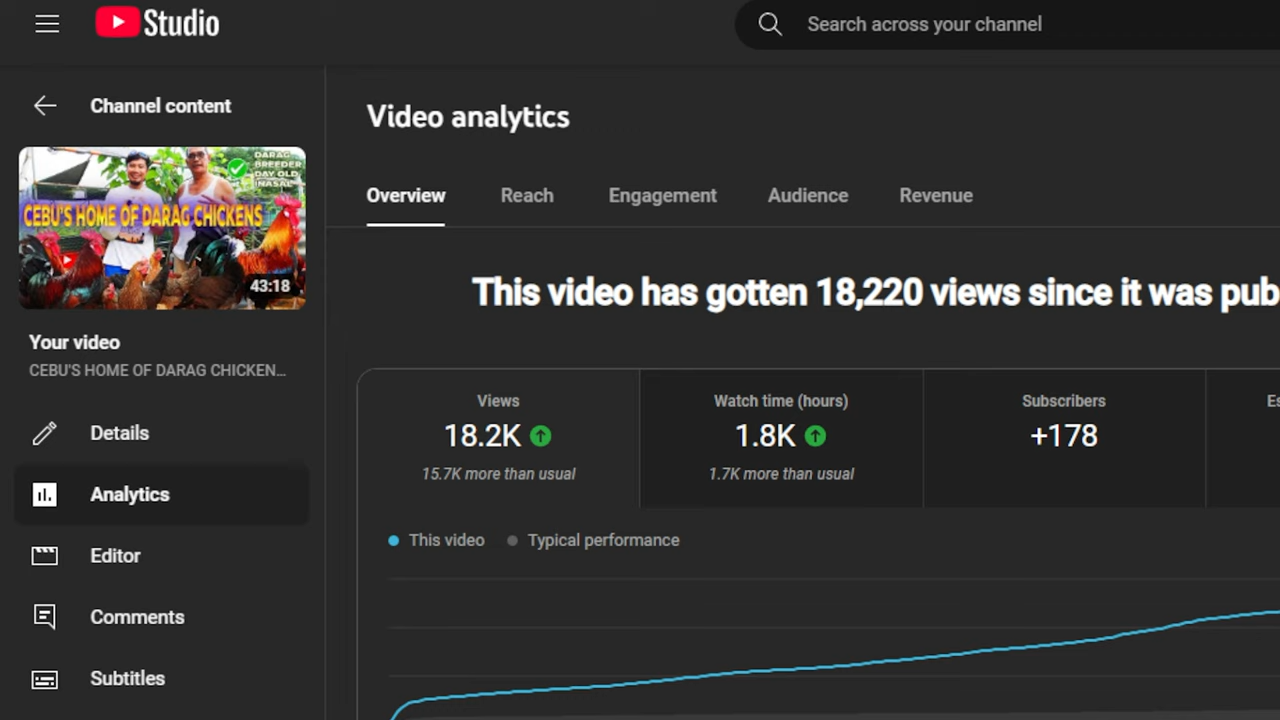 Studio
Search across your channel
Channel content
DARAG
BREEDER
DAY OLD
INASAL
CEBU'S HOME OF DARAG CHICKENS
43:18
Your video
CEBU'S HOME OF DARAG CHICKEN...
Details
Analytics
Editor
Comments
Subtitles
Video analytics
Overview Reach Engagement Audience Revenue
This video has gotten 18,220 views since it was pub
Views
18.2K
15.7K more than usual
Watch time (hours)
1.8K
1.7K more than usual
Subscribers
+178
Es
This video
Typical performance